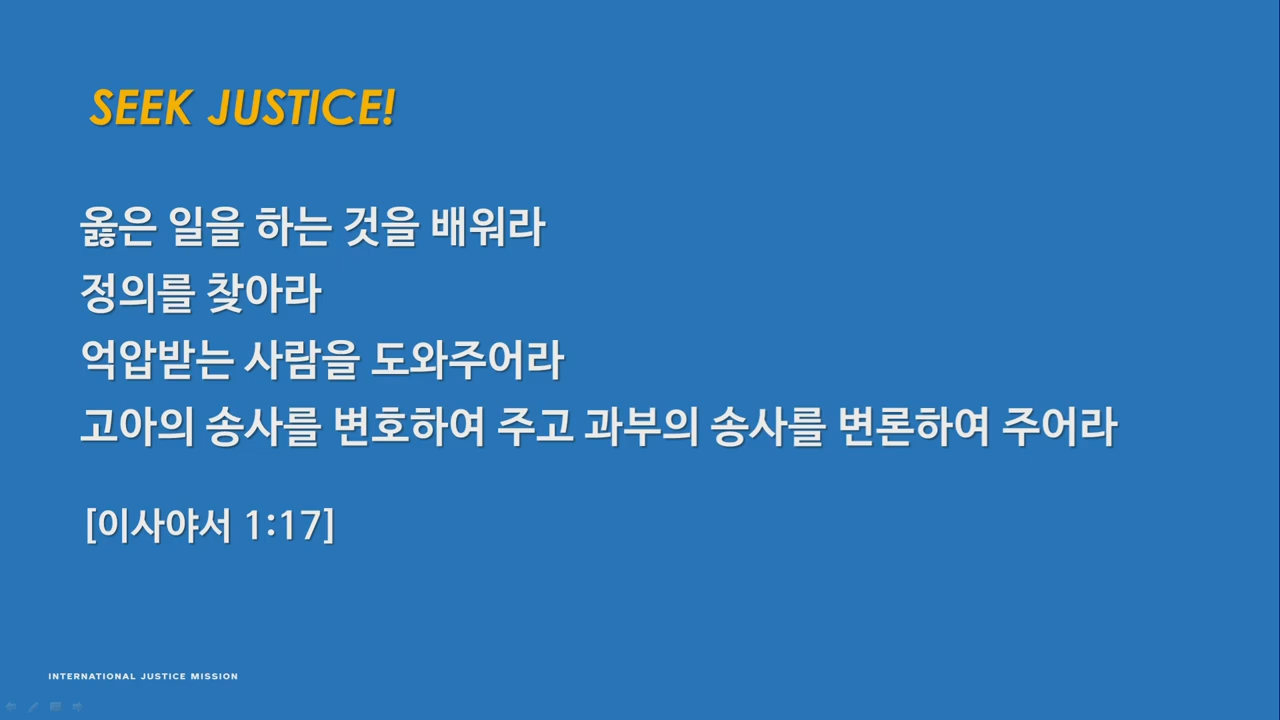 SEEK JUSTICE!
옳은 일을 하는 것을 배워라
정의를 찾아라
억압받는 사람을 도와주어라
고아의 송사를 변호하여 주고 과부의 송사를 변론하여 주어라
[이사야서 1:17]
INTERNATIONAL JUSTICE MISSION